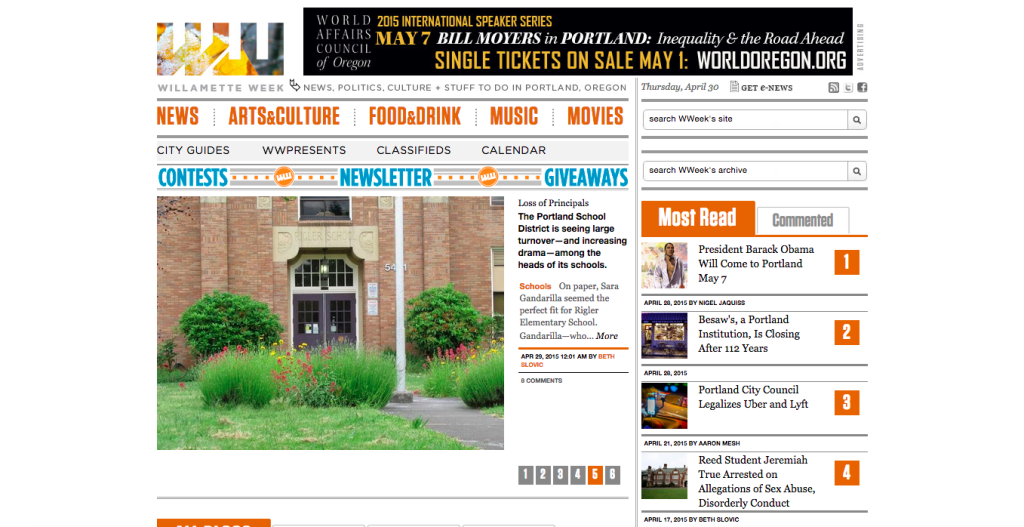 WORLD
AFFAIRS
COUNCIL
of Oregon
2015 INTERNATIONAL SPEAKER SERIES
MAY 7 BILL MOYERS in PORTLAND: Inequality & the Road Ahead
SINGLE TICKETS ON SALE MAY 1: WORLDOREGON.ORG
ADVERTISING
WILLAMETTE WEEK NEWS, POLITICS, CULTURE + STUFF TO DO IN PORTLAND, OREGON
Thursday, April 30 GET e-NEWS
NEWS ARTS&CULTURE FOOD&DRINK MUSIC MOVIES
CITY GUIDES WWPRESENTS CLASSIFIEDS CALENDAR
CONTESTS NEWSLETTER GIVEAWAYS
search WWeek's site
search WWeek's archive
Loss of Principals
The Portland School
District is seeing large
turnover—and increasing
drama—among the
heads of its schools.
Schools On paper, Sara
Gandarilla seemed the
perfect fit for Rigler
Elementary School.
Gandarilla—who... More
APR 29, 2015 12:01 AM BY BETH
SLOVIC
8 COMMENTS
1 2 3 4 5 6
Most Read Commented
President Barack Obama
Will Come to Portland
May 7
1
APRIL 28, 2015 BY NIGEL JAQUISS
Besaw's, a Portland
Institution, Is Closing
After 112 Years
2
APRIL 28, 2015
Portland City Council
Legalizes Uber and Lyft
3
APRIL 21, 2015 BY AARON MESH
Reed Student Jeremiah
True Arrested on
Allegations of Sex Abuse,
Disorderly Conduct
4
APRIL 17, 2015 BY BETH SLOVIC